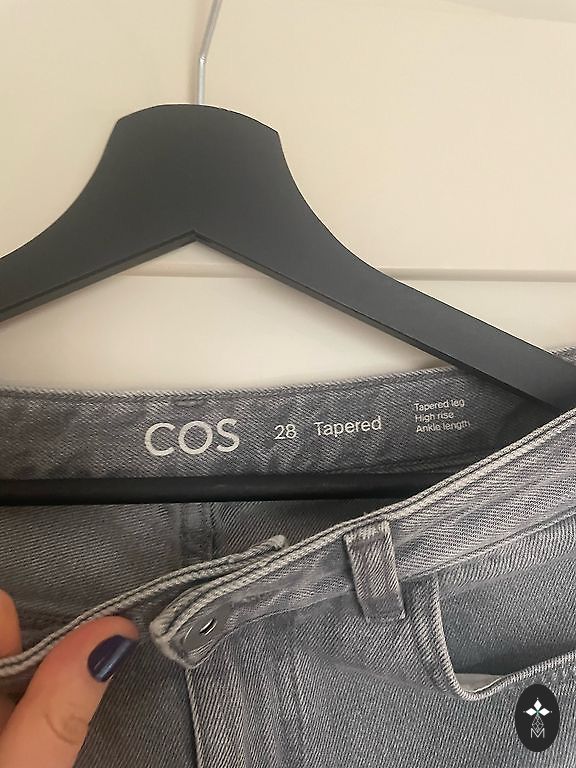 COS 28 Tapered
Tapered leg
High rise
Ankle length
M